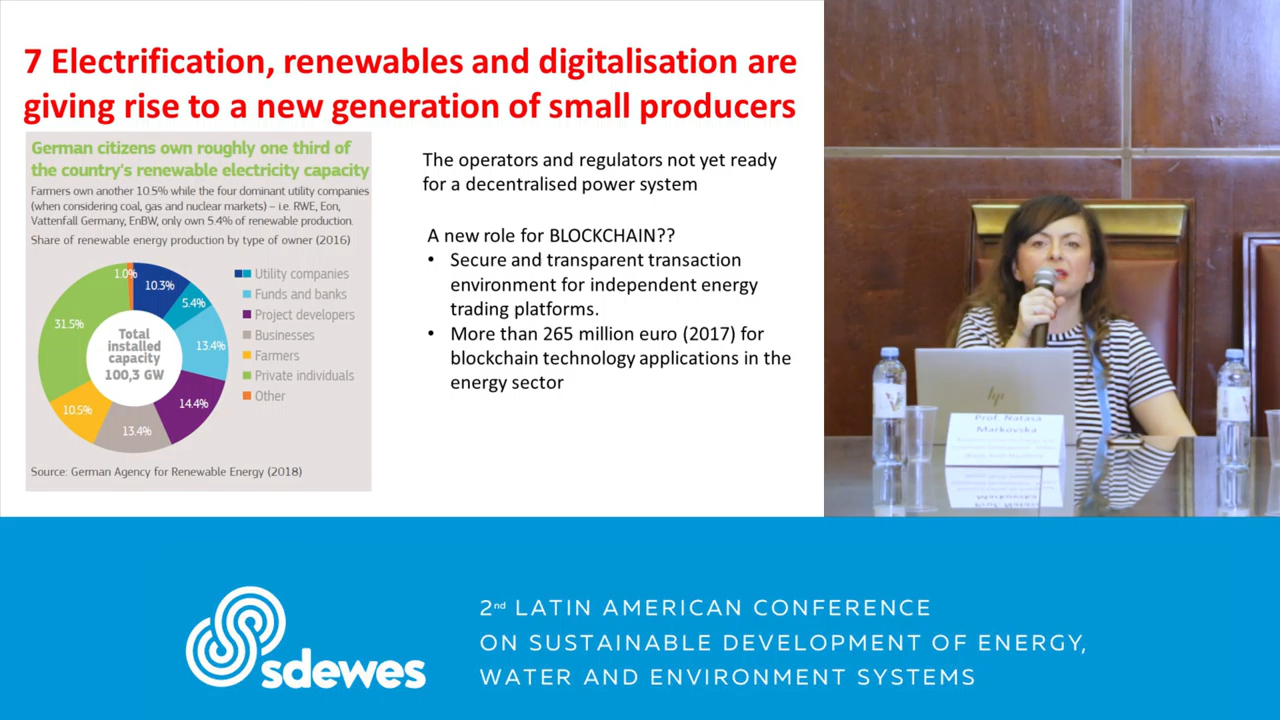 7 Electrification, renewables and digitalisation are
giving rise to a new generation of small producers
German citizens own roughly one third of
the country's renewable electricity capacity
Farmers own another 10.5% while the four dominant utility companies
(when considering coal, gas and nuclear markets) – i.e. RWE, Eon,
Vattenfall Germany, EnBW, only own 5.4% of renewable production.
Share of renewable energy production by type of owner (2016)
1.0%
10.3%
5.4%
13.4%
14.4%
13.4%
10.5%
31.5%
Total
installed
capacity
100,3 GW
Utility companies
Funds and banks
Project developers
Businesses
Farmers
Private individuals
Other
Source: German Agency for Renewable Energy (2018)
The operators and regulators not yet ready
for a decentralised power system
A new role for BLOCKCHAIN??
• Secure and transparent transaction
environment for independent energy
trading platforms.
• More than 265 million euro (2017) for
blockchain technology applications in the
energy sector
hp
Prof. Natasa
Markovska
sdewes
2nd LATIN AMERICAN CONFERENCE
ON SUSTAINABLE DEVELOPMENT OF ENERGY,
WATER AND ENVIRONMENT SYSTEMS